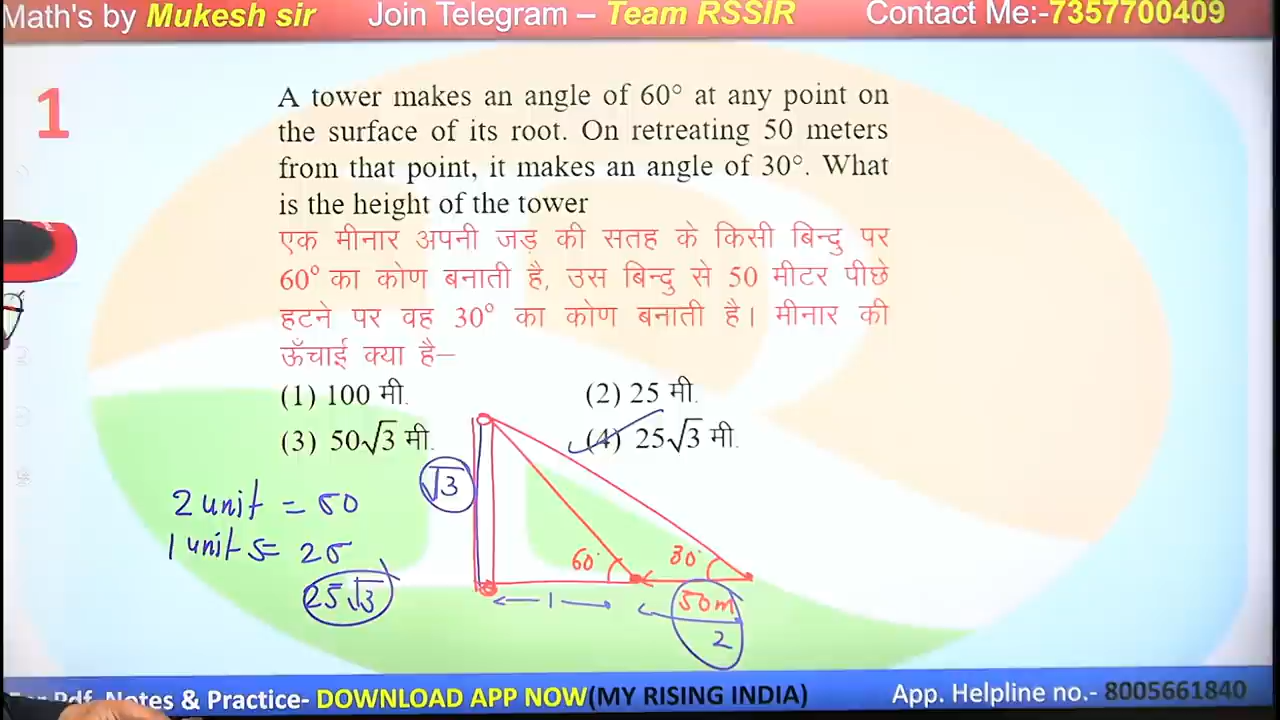 Math's by Mukesh sir Join Telegram – Team RSSIR Contact Me:-7357700409
1
A tower makes an angle of 60° at any point on
the surface of its root. On retreating 50 meters
from that point, it makes an angle of 30°. What
is the height of the tower
एक मीनार अपनी जड़ की सतह के किसी बिन्दु पर
60° का कोण बनाती है, उस बिन्दु से 50 मीटर पीछे
हटने पर वह 30° का कोण बनाती है। मीनार की
ऊँचाई क्या है–
(1) 100 मी. (2) 25 मी.
(3) 50√3 मी. (4) 25√3 मी.
√3
2 unit = 50
1 unit = 25
25√3
60° 30°
1 50m
2
Pdf, Notes & Practice- DOWNLOAD APP NOW(MY RISING INDIA) App. Helpline no.- 8005661840